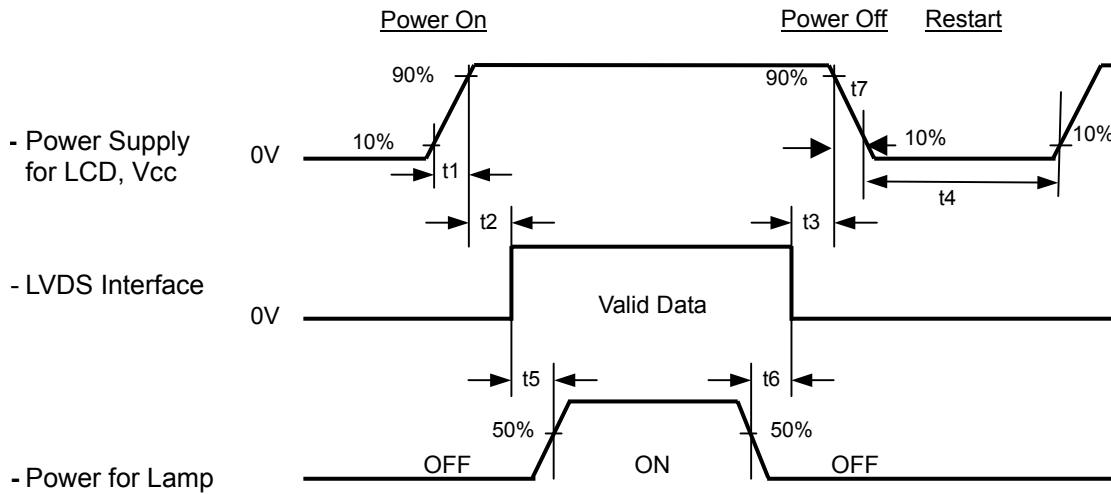 Power On
Power Off
Restart
90%
90%
t7
- Power Supply
for LCD, Vcc
0V
10%
10%
10%
t1
t4
t2
t3
- LVDS Interface
0V
Valid Data
t5
t6
50%
50%
- Power for Lamp
OFF
ON
OFF